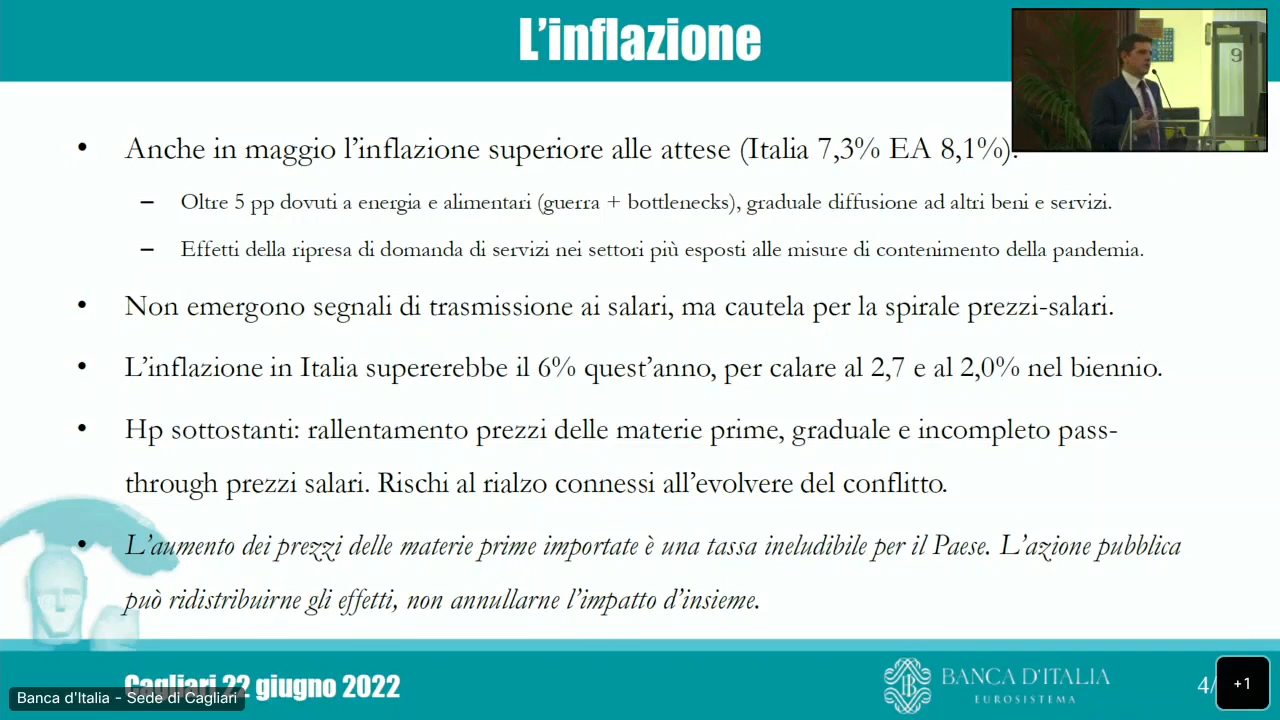 L'inflazione
9
• Anche in maggio l'inflazione superiore alle attese (Italia 7,3% EA 8,1%).
– Oltre 5 pp dovuti a energia e alimentari (guerra + bottlenecks), graduale diffusione ad altri beni e servizi.
– Effetti della ripresa di domanda di servizi nei settori più esposti alle misure di contenimento della pandemia.
• Non emergono segnali di trasmissione ai salari, ma cautela per la spirale prezzi-salari.
• L'inflazione in Italia supererebbe il 6% quest'anno, per calare al 2,7 e al 2,0% nel biennio.
• Hp sottostanti: rallentamento prezzi delle materie prime, graduale e incompleto pass-
through prezzi salari. Rischi al rialzo connessi all'evolvere del conflitto.
• L'aumento dei prezzi delle materie prime importate è una tassa ineludibile per il Paese. L'azione pubblica
può ridistribuirne gli effetti, non annullarne l'impatto d'insieme.
Cagliari 22 giugno 2022
Banca d'Italia - Sede di Cagliari
BANCA D'ITALIA
EUROSISTEMA
4/
+1